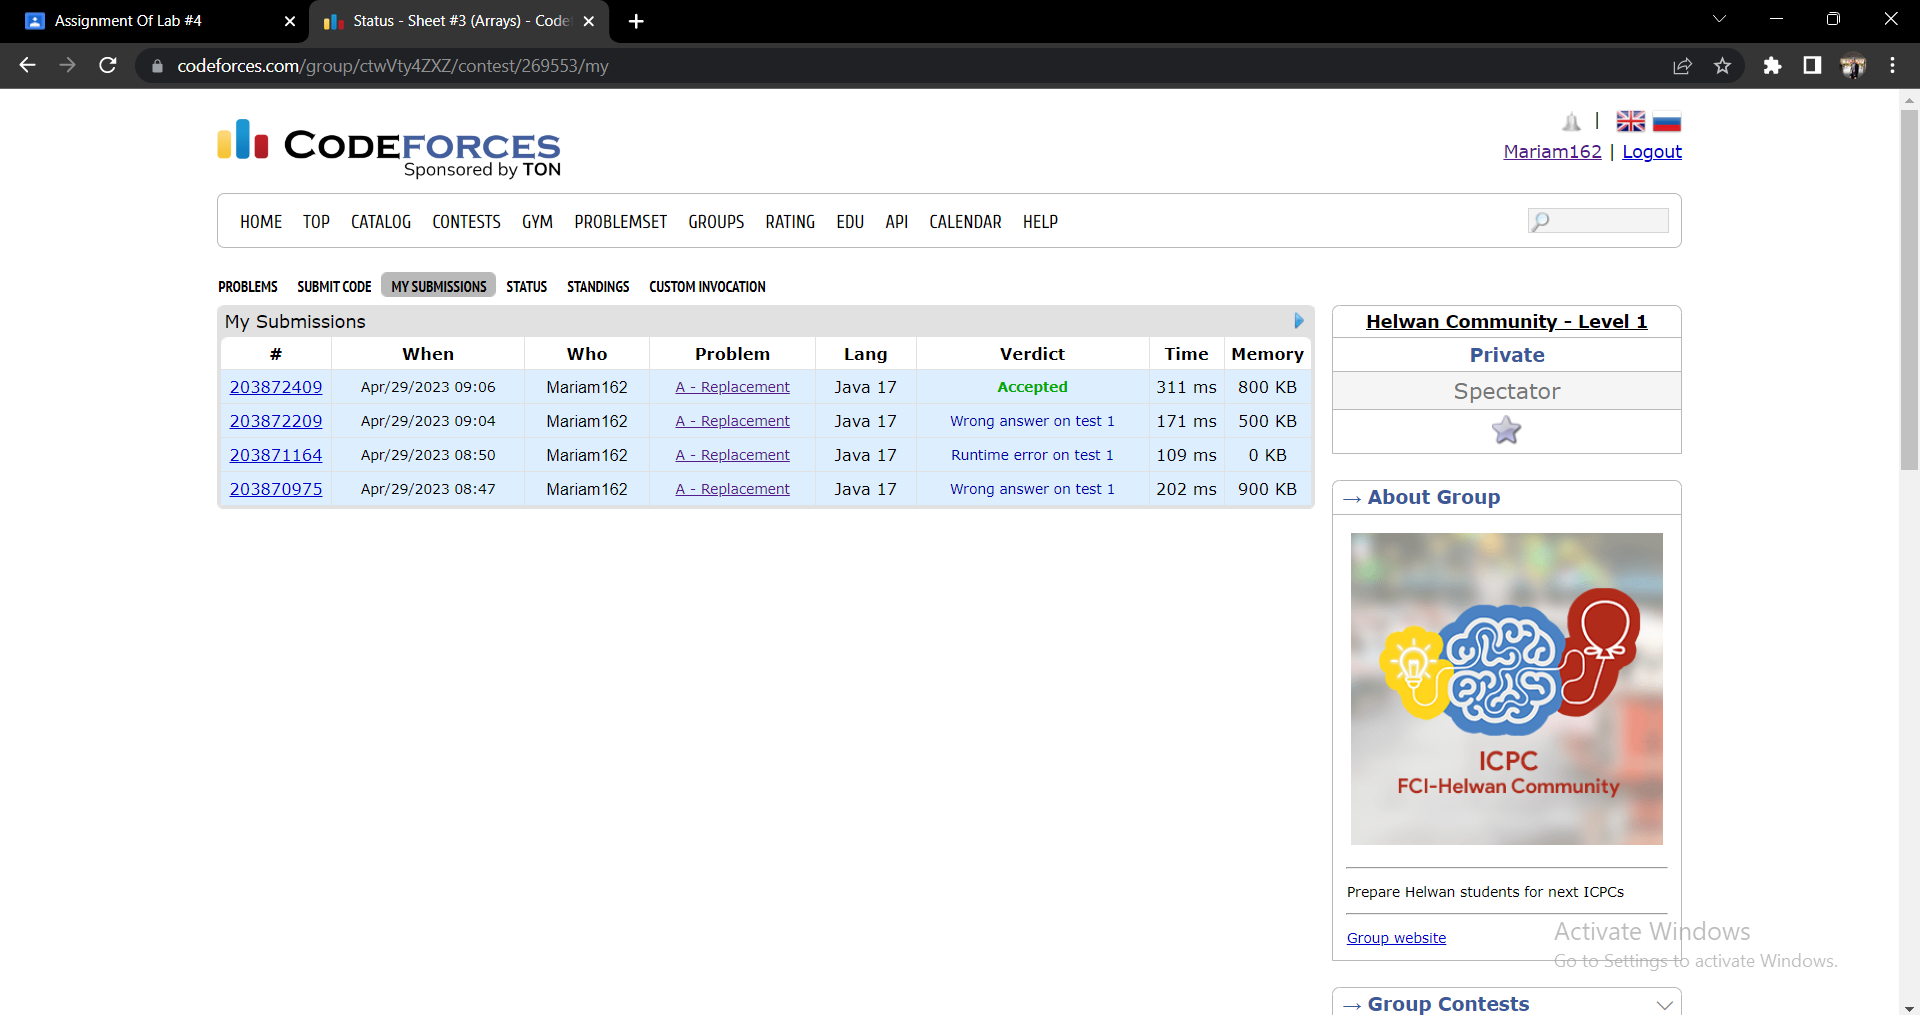 Assignment Of Lab #4
Status - Sheet #3 (Arrays) - Code
codeforces.com/group/ctwVty4ZXZ/contest/269553/my
CODEFORCES
Sponsored by TON
Mariam162 | Logout
HOME TOP CATALOG CONTESTS GYM PROBLEMSET GROUPS RATING EDU API CALENDAR HELP
PROBLEMS SUBMIT CODE MY SUBMISSIONS STATUS STANDINGS CUSTOM INVOCATION
My Submissions
# When Who Problem Lang Verdict Time Memory
203872409 Apr/29/2023 09:06 Mariam162 A - Replacement Java 17 Accepted 311 ms 800 KB
203872209 Apr/29/2023 09:04 Mariam162 A - Replacement Java 17 Wrong answer on test 1 171 ms 500 KB
203871164 Apr/29/2023 08:50 Mariam162 A - Replacement Java 17 Runtime error on test 1 109 ms 0 KB
203870975 Apr/29/2023 08:47 Mariam162 A - Replacement Java 17 Wrong answer on test 1 202 ms 900 KB
Helwan Community - Level 1
Private
Spectator
→ About Group
ICPC
FCI-Helwan Community
Prepare Helwan students for next ICPCs
Group website
Activate Windows
Go to Settings to activate Windows.
→ Group Contests